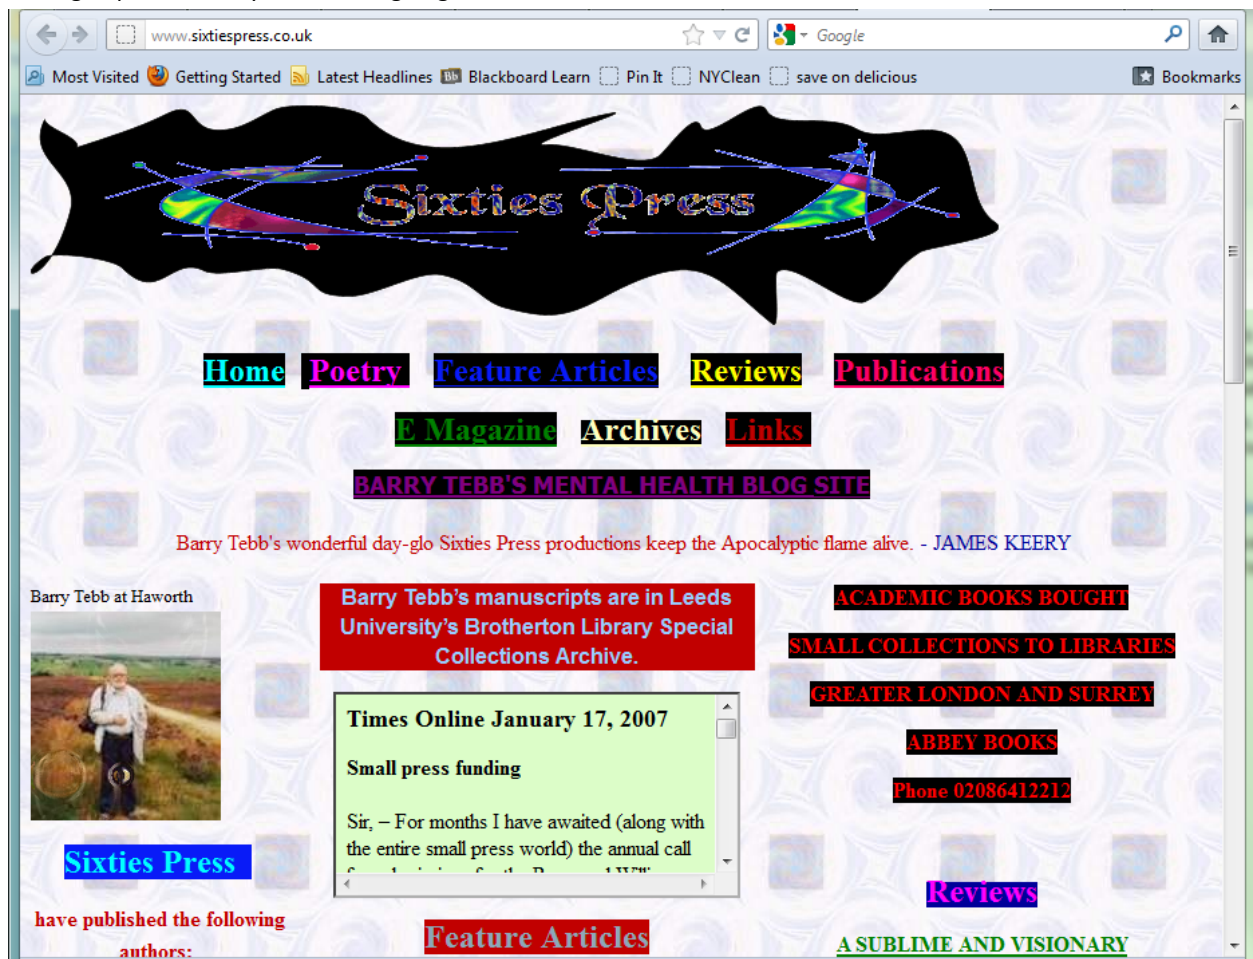 www.sixtiespress.co.uk
Google
Most Visited Getting Started Latest Headlines Blackboard Learn Pin It NYClean save on delicious Bookmarks
Sixties Press
Home Poetry Feature Articles Reviews Publications
E Magazine Archives Links
BARRY TEBB'S MENTAL HEALTH BLOG SITE
Barry Tebb's wonderful day-glo Sixties Press productions keep the Apocalyptic flame alive. - JAMES KEERY
Barry Tebb at Haworth
Sixties Press
have published the following
authors:
Barry Tebb's manuscripts are in Leeds
University's Brotherton Library Special
Collections Archive.
Times Online January 17, 2007
Small press funding
Sir, – For months I have awaited (along with
the entire small press world) the annual call
Feature Articles
ACADEMIC BOOKS BOUGHT
SMALL COLLECTIONS TO LIBRARIES
GREATER LONDON AND SURREY
ABBEY BOOKS
Phone 02086412212
Reviews
A SUBLIME AND VISIONARY